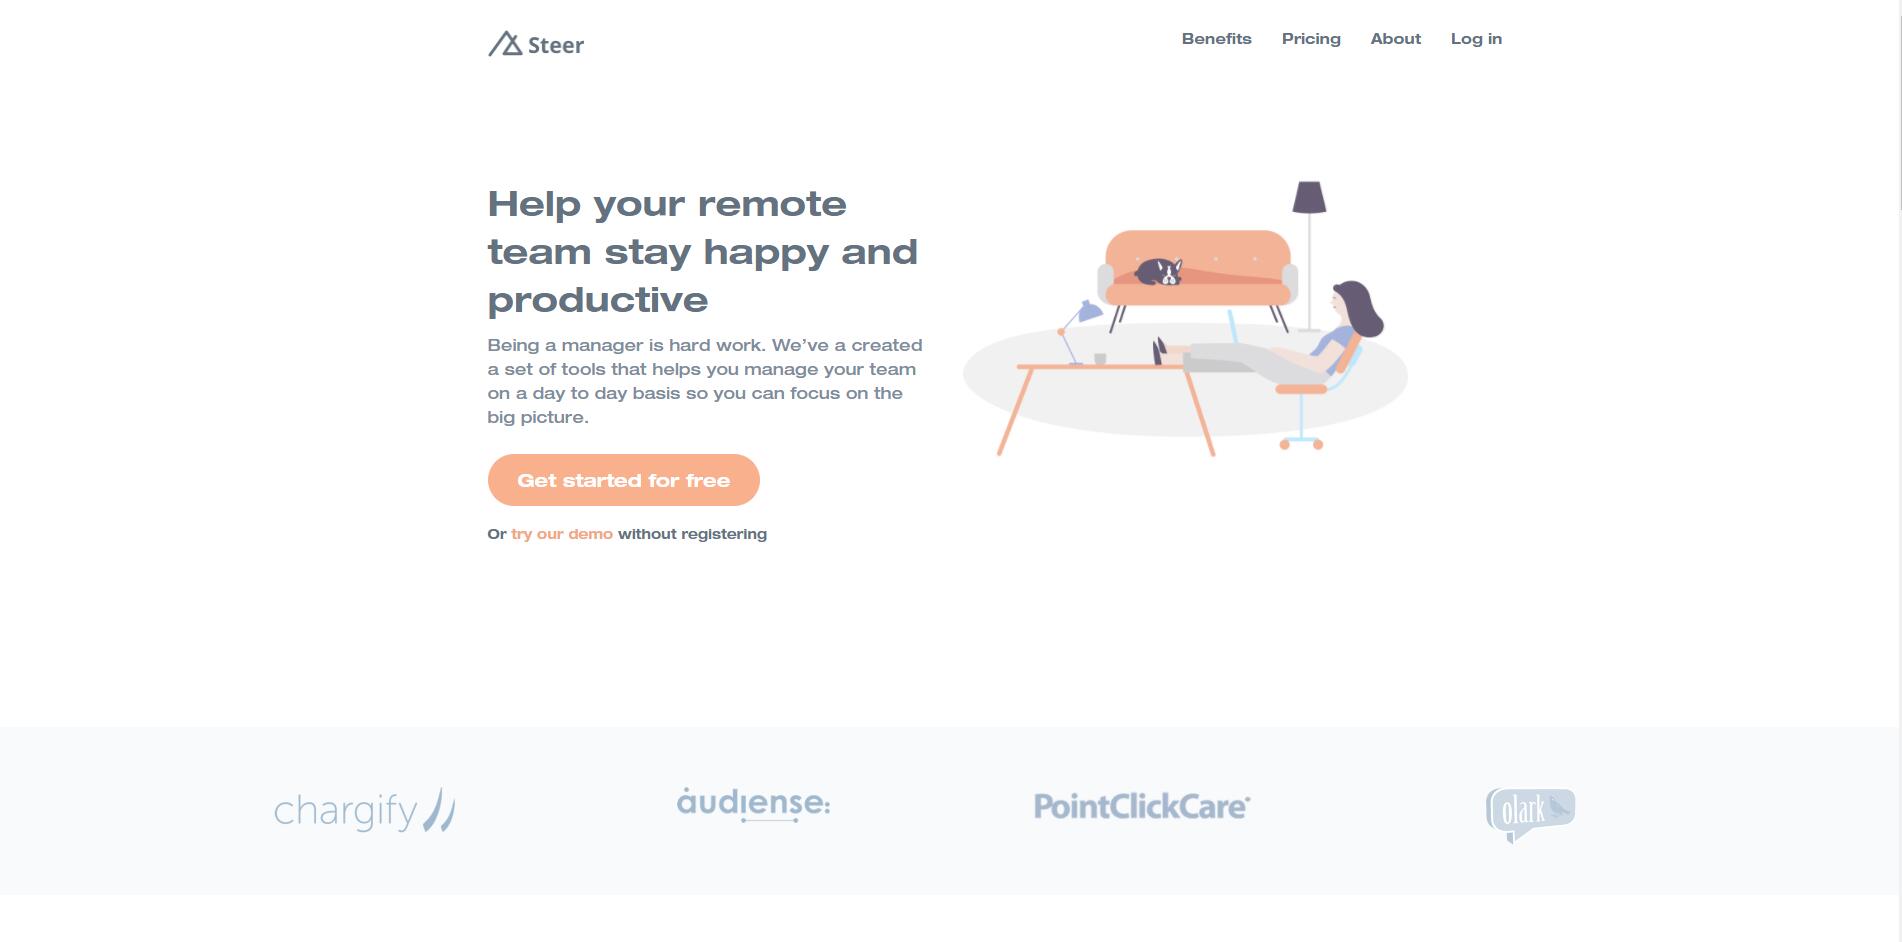 Steer
Benefits
Pricing
About
Log in
Help your remote
team stay happy and
productive
Being a manager is hard work. We’ve a created
a set of tools that helps you manage your team
on a day to day basis so you can focus on the
big picture.
Get started for free
Or try our demo without registering
chargify
audiense:
PointClickCare
olark